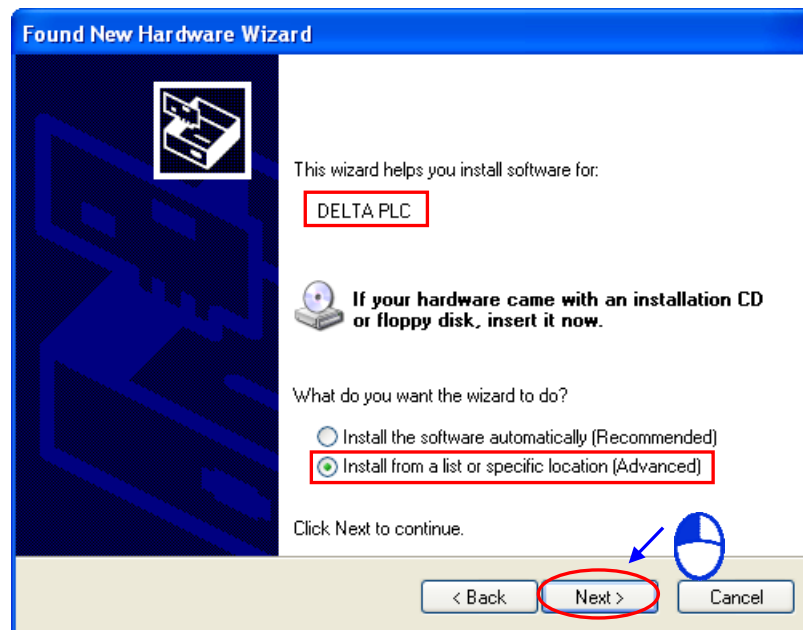 Found New Hardware Wizard
This wizard helps you install software for:
DELTA PLC
If your hardware came with an installation CD
or floppy disk, insert it now.
What do you want the wizard to do?
Install the software automatically (Recommended)
Install from a list or specific location (Advanced)
Click Next to continue.
< Back Next > Cancel